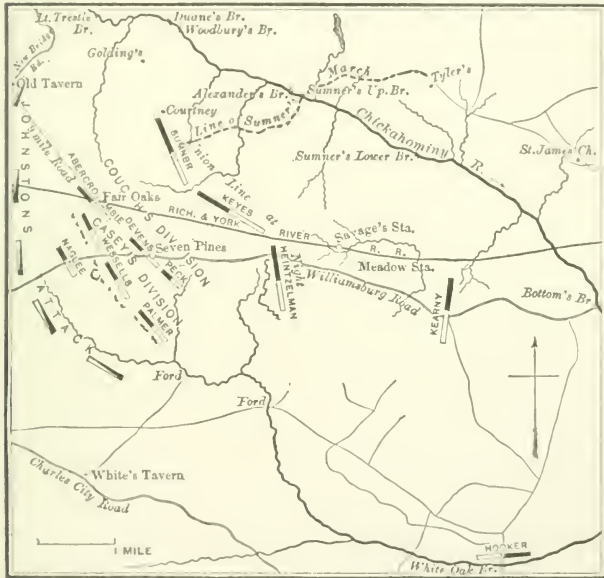 Lt. Trestle Br.
Duane's Br.
Woodbury's Br.
New Bridge Rd.
Golding's
Old Tavern
March
Tyler's
Alexander's Br.
Sumner's Up. Br.
Courtney
Line of Sumner's
Chickahominy R.
St. James' Ch.
JOHNSTON'S
9 mile Road
SUMNER
Union Line at Night
Sumner's Lower Br.
ABERCROMBIE
COUCH'S DIVISION
KEYES
Fair Oaks
RICH. & YORK RIVER R. R.
DEVENS
Savage's Sta.
CASEY'S DIVISION
Seven Pines
NAGLEE
WESSELLS
PECK
HEINTZELMAN
Meadow Sta.
Williamsburg Road
PALMER
KEARNY
Bottom's Br
ATTACK
Ford
Ford
White's Tavern
Charles City Road
1 MILE
HOOKER
White Oak Br.